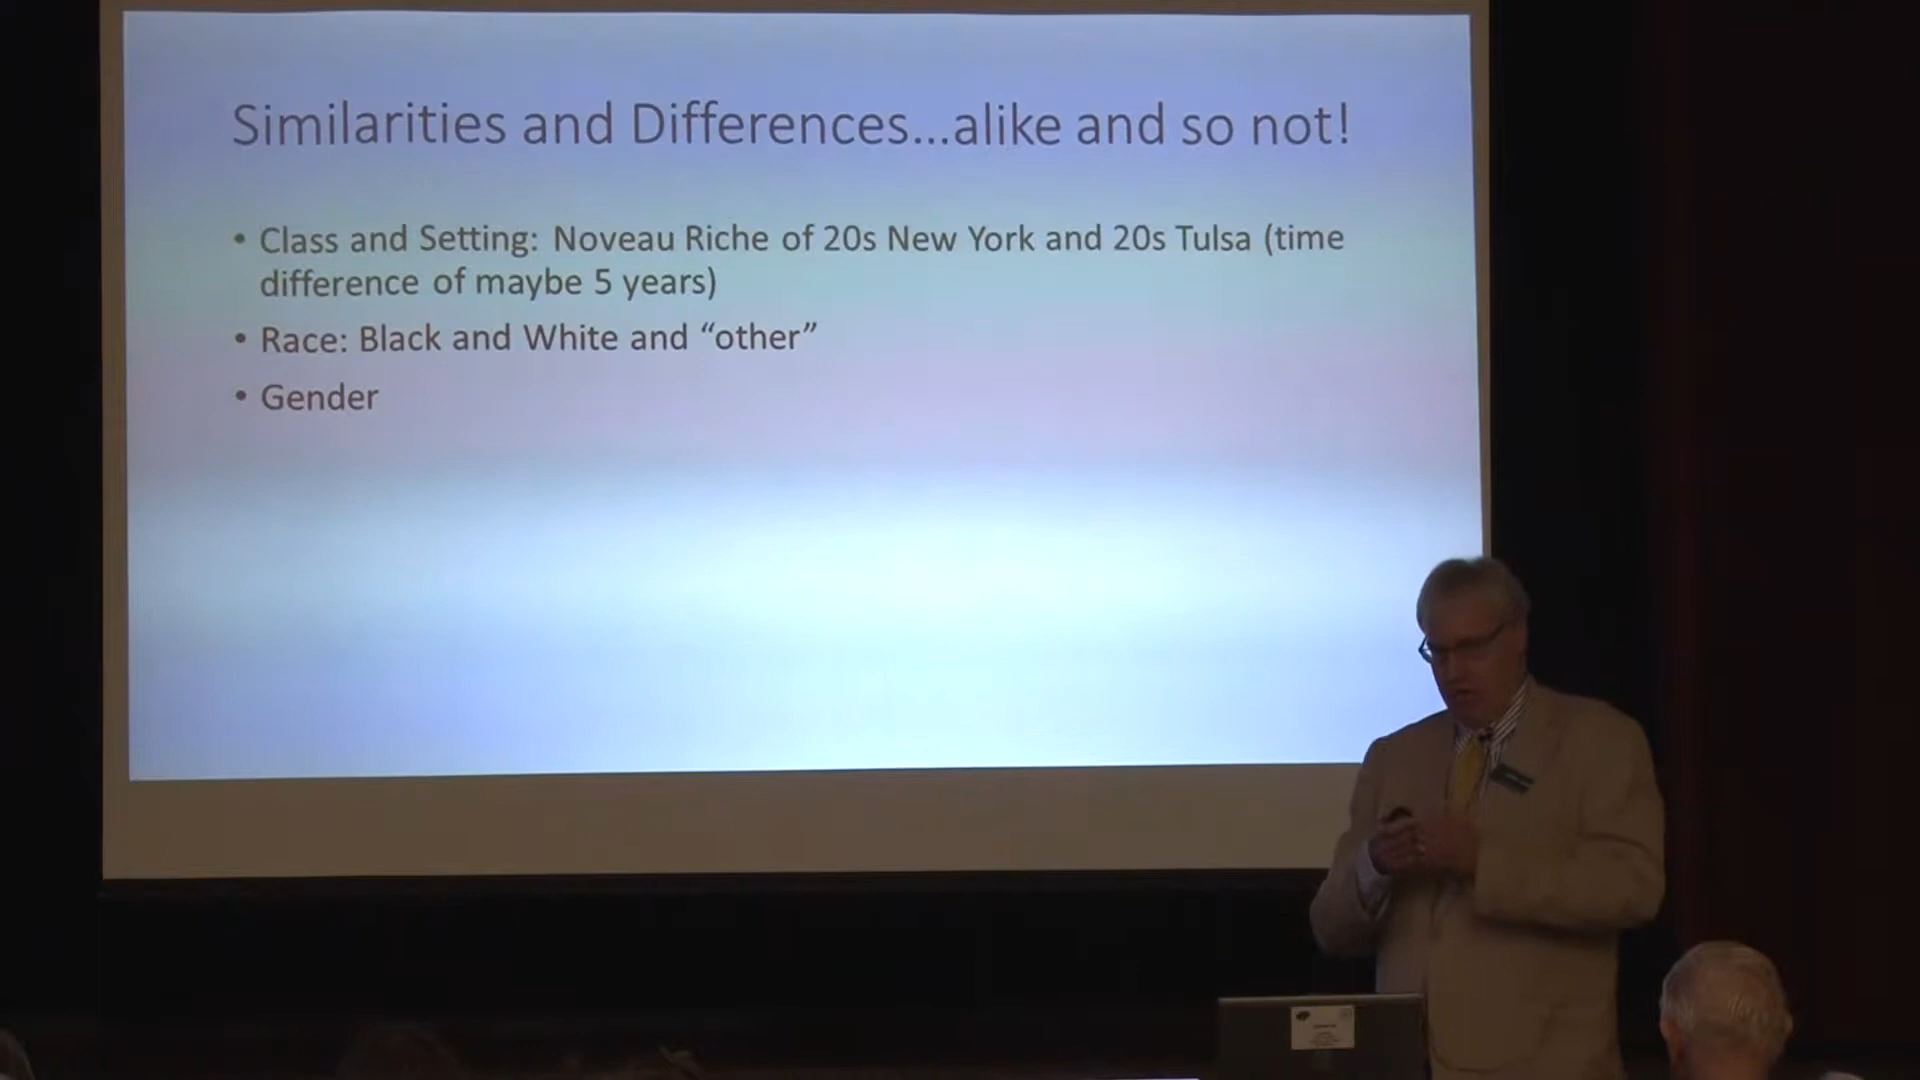 Similarities and Differences...alike and so not!
• Class and Setting: Noveau Riche of 20s New York and 20s Tulsa (time
difference of maybe 5 years)
• Race: Black and White and “other”
• Gender